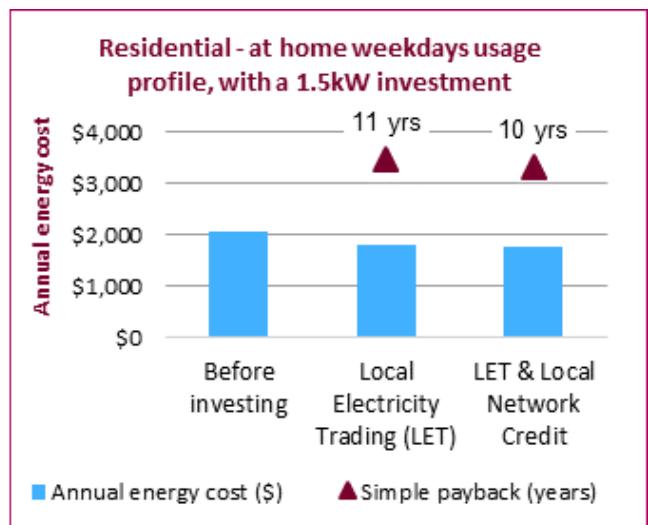 Residential - at home weekdays usage
profile, with a 1.5kW investment
Annual energy cost
$4,000
$3,000
$2,000
$1,000
$0
11 yrs
10 yrs
Before
investing
Local
Electricity
Trading (LET)
LET & Local
Network
Credit
Annual energy cost ($)
Simple payback (years)